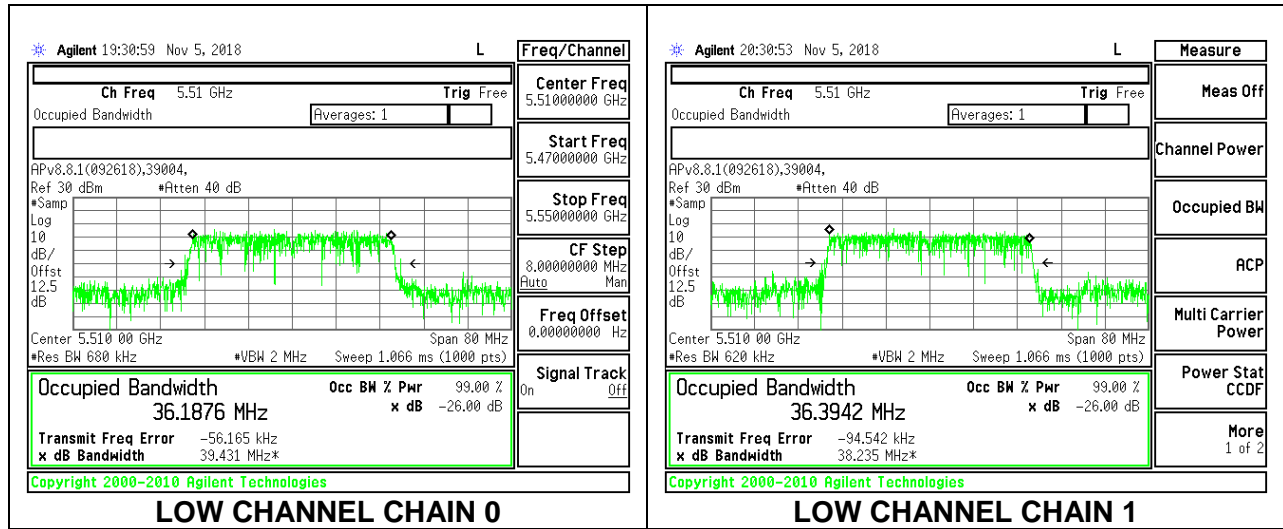 Agilent 19:30:59 Nov 5, 2018 L
Freq/Channel
Ch Freq 5.51 GHz Trig Free
Occupied Bandwidth Averages: 1
APv8.8.1(092618),39004,
Ref 30 dBm #Atten 40 dB
#Samp
Log
10
dB/
Offst
12.5
dB
Center 5.510 00 GHz Span 80 MHz
#Res BW 680 kHz #VBW 2 MHz Sweep 1.066 ms (1000 pts)
Occupied Bandwidth Occ BW % Pwr 99.00 %
36.1876 MHz x dB -26.00 dB
Transmit Freq Error -56.165 kHz
x dB Bandwidth 39.431 MHz*
Copyright 2000-2010 Agilent Technologies
Center Freq
5.51000000 GHz
Start Freq
5.47000000 GHz
Stop Freq
5.55000000 GHz
CF Step
8.00000000 MHz
Auto Man
Freq Offset
0.00000000 Hz
Signal Track
On Off
LOW CHANNEL CHAIN 0
Agilent 20:30:53 Nov 5, 2018 L
Measure
Ch Freq 5.51 GHz Trig Free
Occupied Bandwidth Averages: 1
APv8.8.1(092618),39004,
Ref 30 dBm #Atten 40 dB
#Samp
Log
10
dB/
Offst
12.5
dB
Center 5.510 00 GHz Span 80 MHz
#Res BW 620 kHz #VBW 2 MHz Sweep 1.066 ms (1000 pts)
Occupied Bandwidth Occ BW % Pwr 99.00 %
36.3942 MHz x dB -26.00 dB
Transmit Freq Error -94.542 kHz
x dB Bandwidth 38.235 MHz*
Copyright 2000-2010 Agilent Technologies
Meas Off
Channel Power
Occupied BW
ACP
Multi Carrier
Power
Power Stat
CCDF
More
1 of 2
LOW CHANNEL CHAIN 1